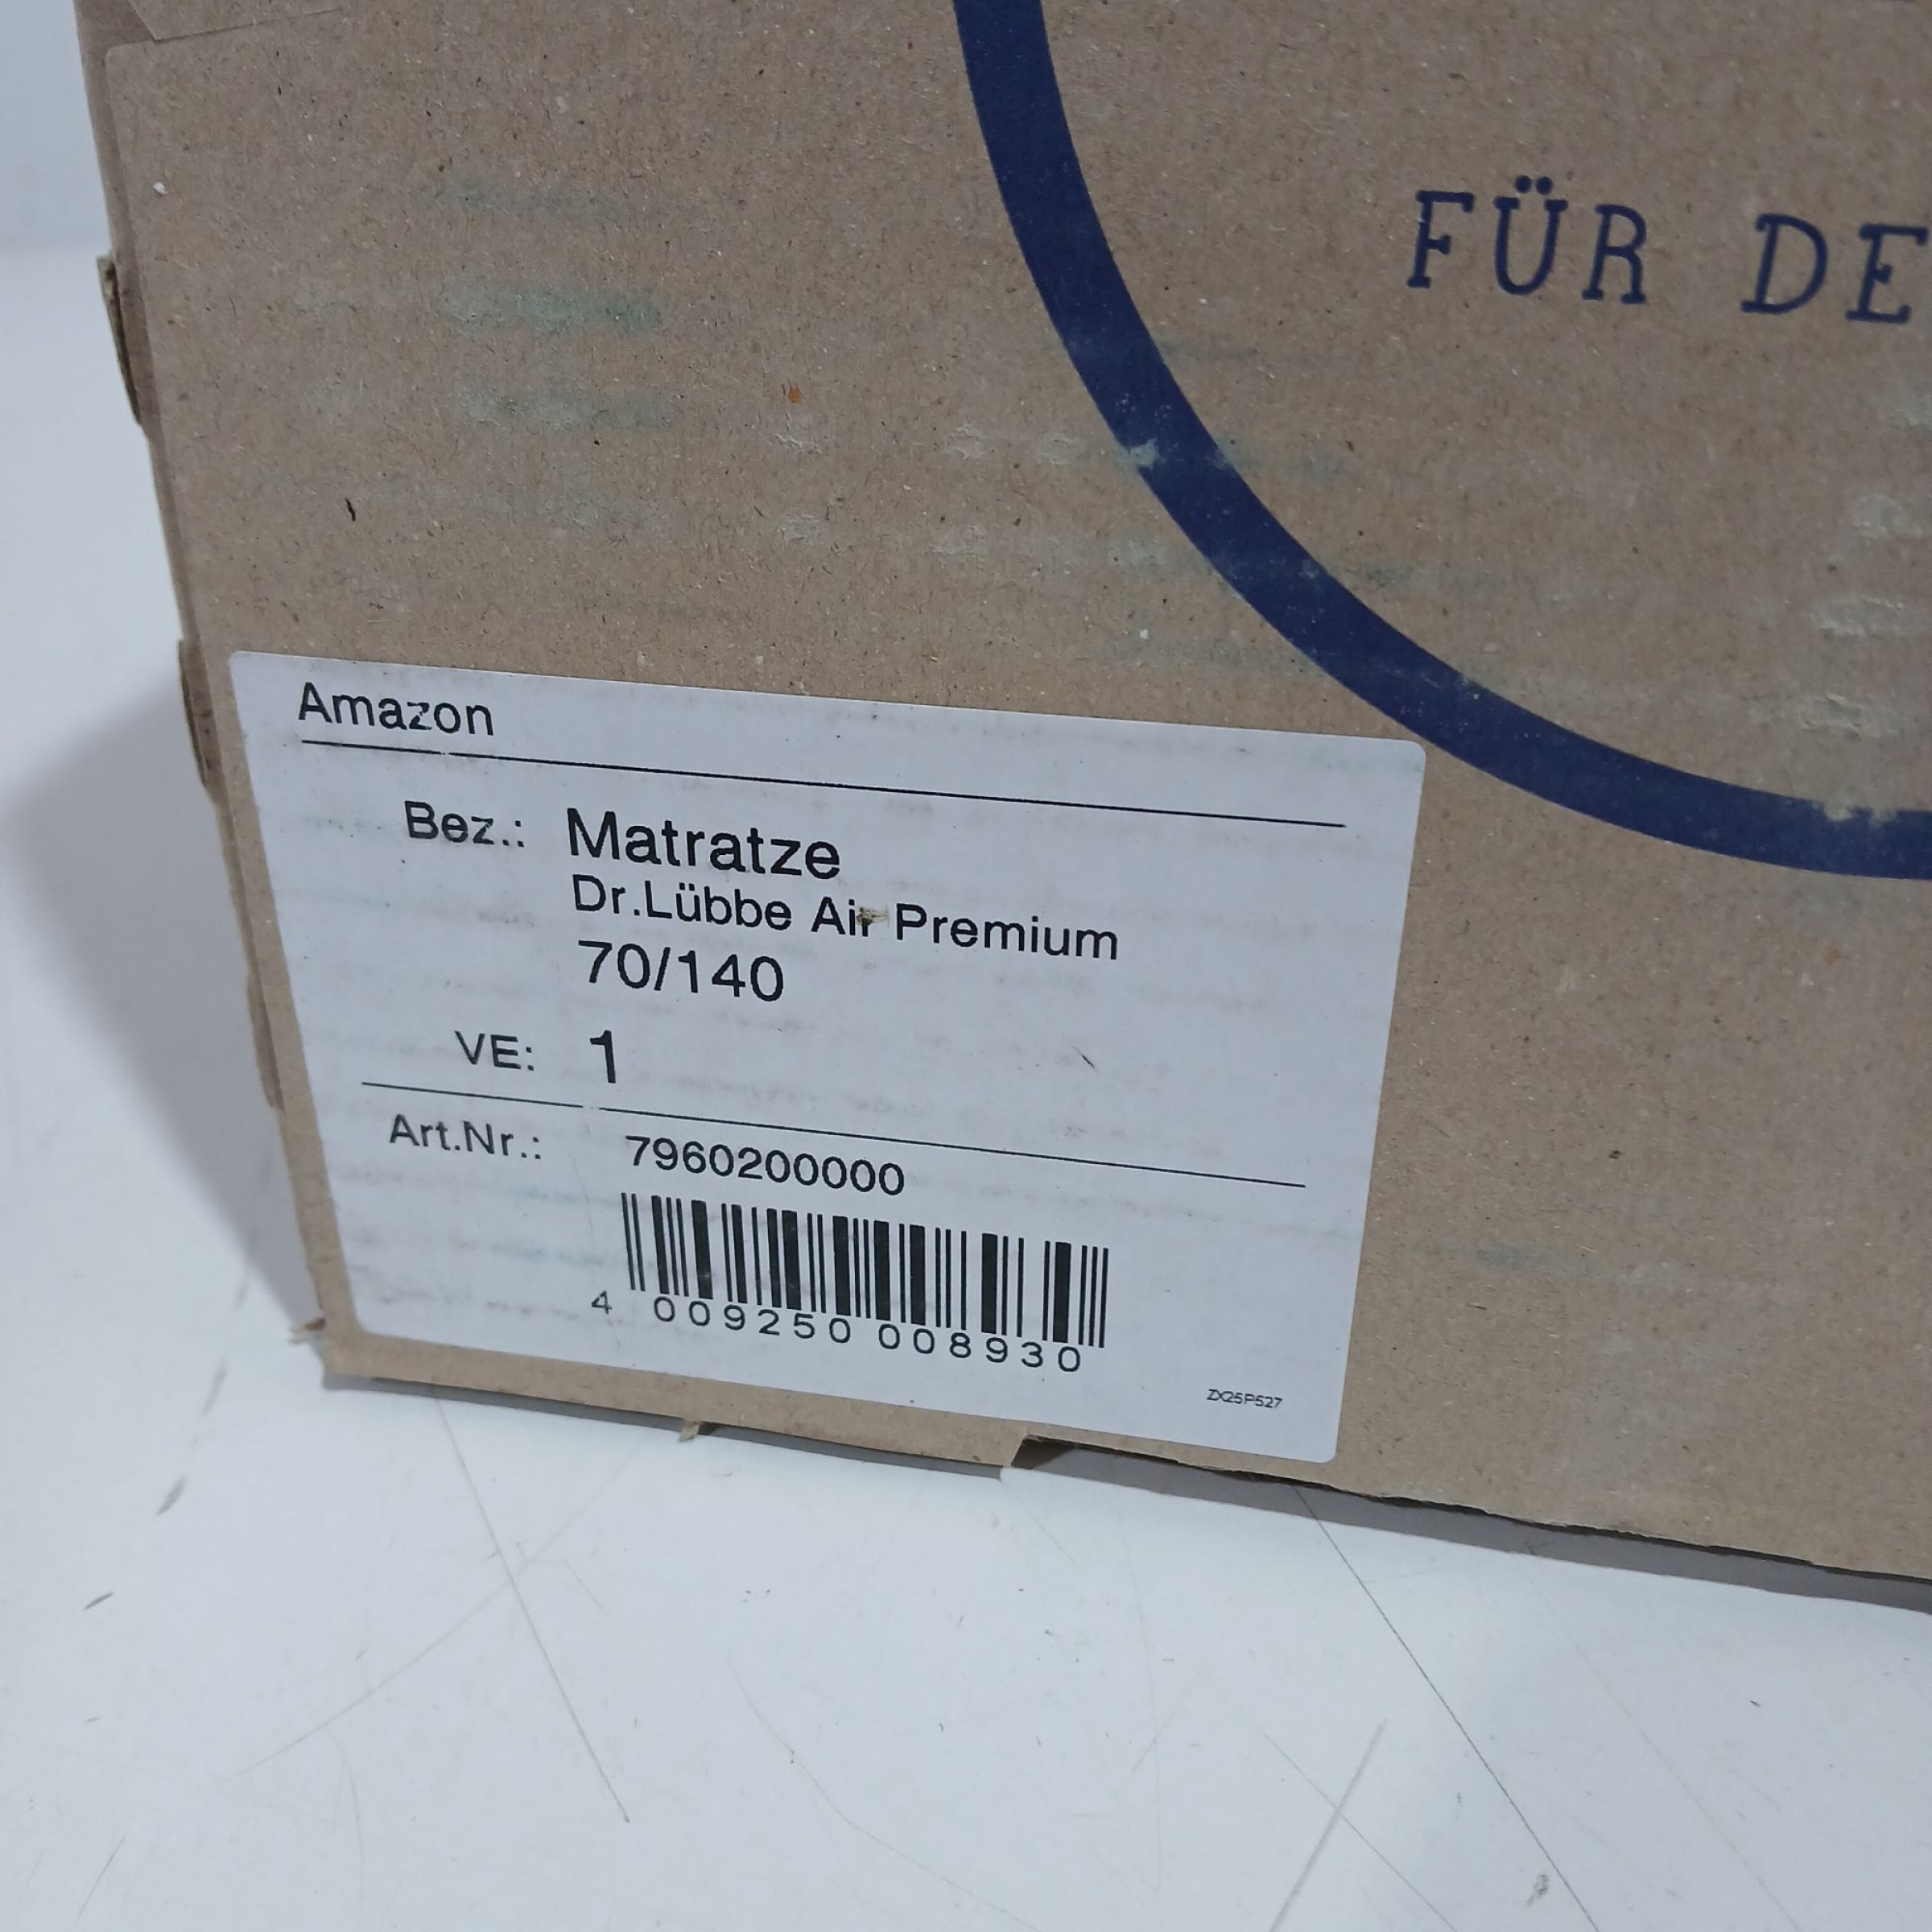 FÜR DE
Amazon
Bez.: Matratze
Dr.Lübbe Air Premium
70/140
VE: 1
Art.Nr.: 7960200000
4 009250 008930
ZX25P527